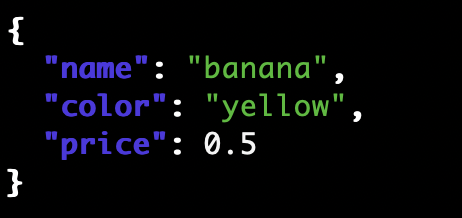 {
  "name": "banana",
  "color": "yellow",
  "price": 0.5
}